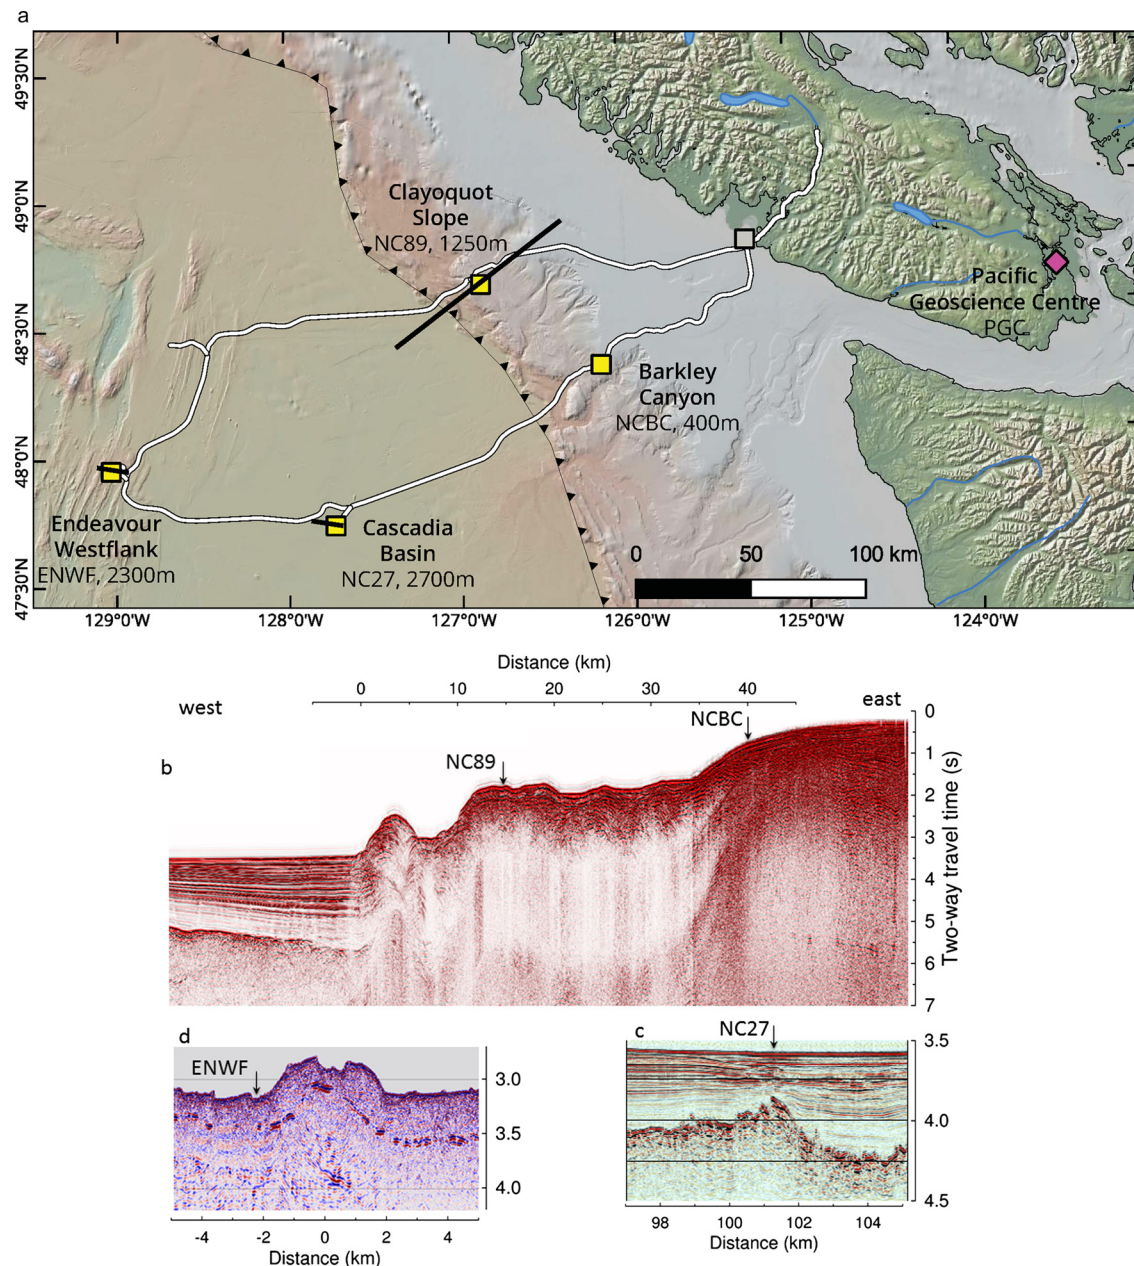 a
49°30'N
49°0'N
48°30'N
48°0'N
47°30'N
Clayoquot
Slope
NC89, 1250m
Pacific
Geoscience Centre
PGC
Barkley
Canyon
NCBC, 400m
Endeavour
Westflank
ENWF, 2300m
Cascadia
Basin
NC27, 2700m
0 50 100 km
129°0'W 128°0'W 127°0'W 126°0'W 125°0'W 124°0'W
Distance (km)
0 10 20 30 40
west
east
b
NC89
NCBC
0
1
2
3
4
5
6
7
Two-way travel time (s)
d
ENWF
3.0
3.5
4.0
-4 -2 0 2 4
Distance (km)
c
NC27
3.5
4.0
4.5
98 100 102 104
Distance (km)